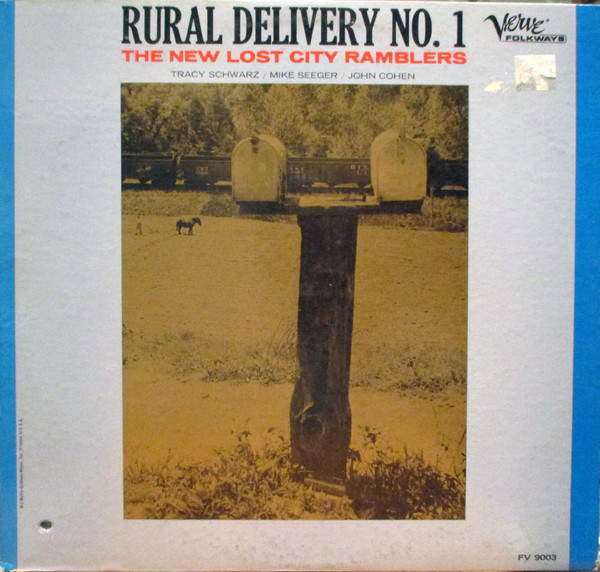 RURAL DELIVERY NO. 1
Verve
FOLKWAYS
THE NEW LOST CITY RAMBLERS
TRACY SCHWARZ / MIKE SEEGER / JOHN COHEN
FV 9003